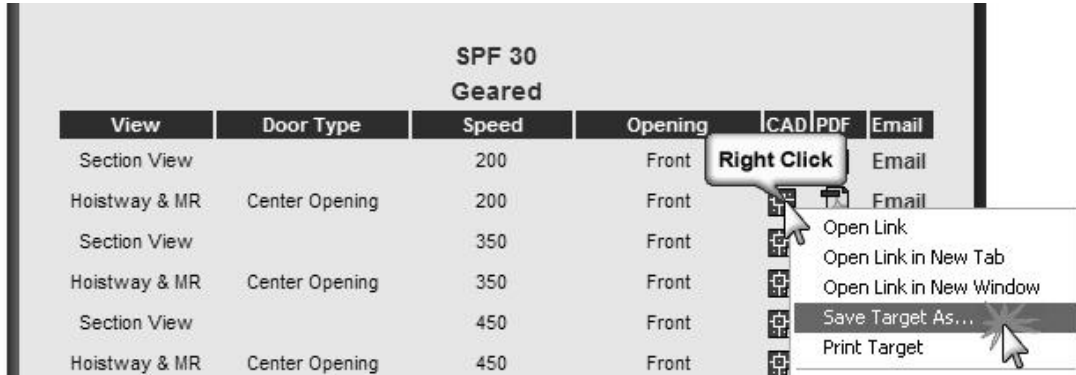 SPF 30
Geared
View Door Type Speed Opening CAD PDF Email
Section View 200 Front Email
Right Click
Hoistway & MR Center Opening 200 Front Email
Section View 350 Front
Hoistway & MR Center Opening 350 Front
Section View 450 Front
Hoistway & MR Center Opening 450 Front
Open Link
Open Link in New Tab
Open Link in New Window
Save Target As...
Print Target